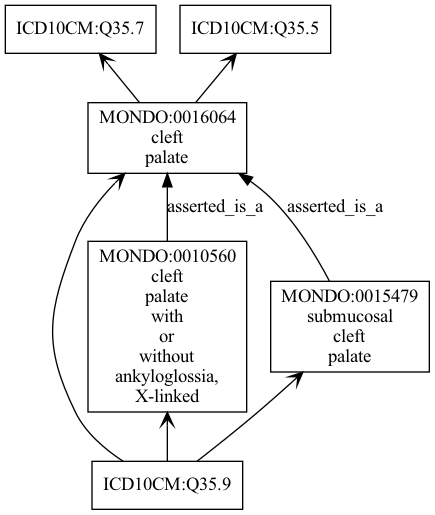 ICD10CM:Q35.7
ICD10CM:Q35.5
MONDO:0016064
cleft
palate
asserted_is_a
asserted_is_a
MONDO:0010560
cleft
palate
with
or
without
ankyloglossia,
X-linked
MONDO:0015479
submucosal
cleft
palate
ICD10CM:Q35.9